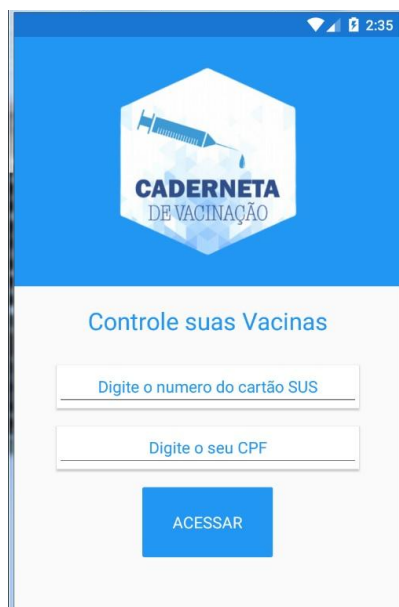 2:35
CADERNETA
DE VACINAÇÃO
Controle suas Vacinas
Digite o numero do cartão SUS
Digite o seu CPF
ACESSAR